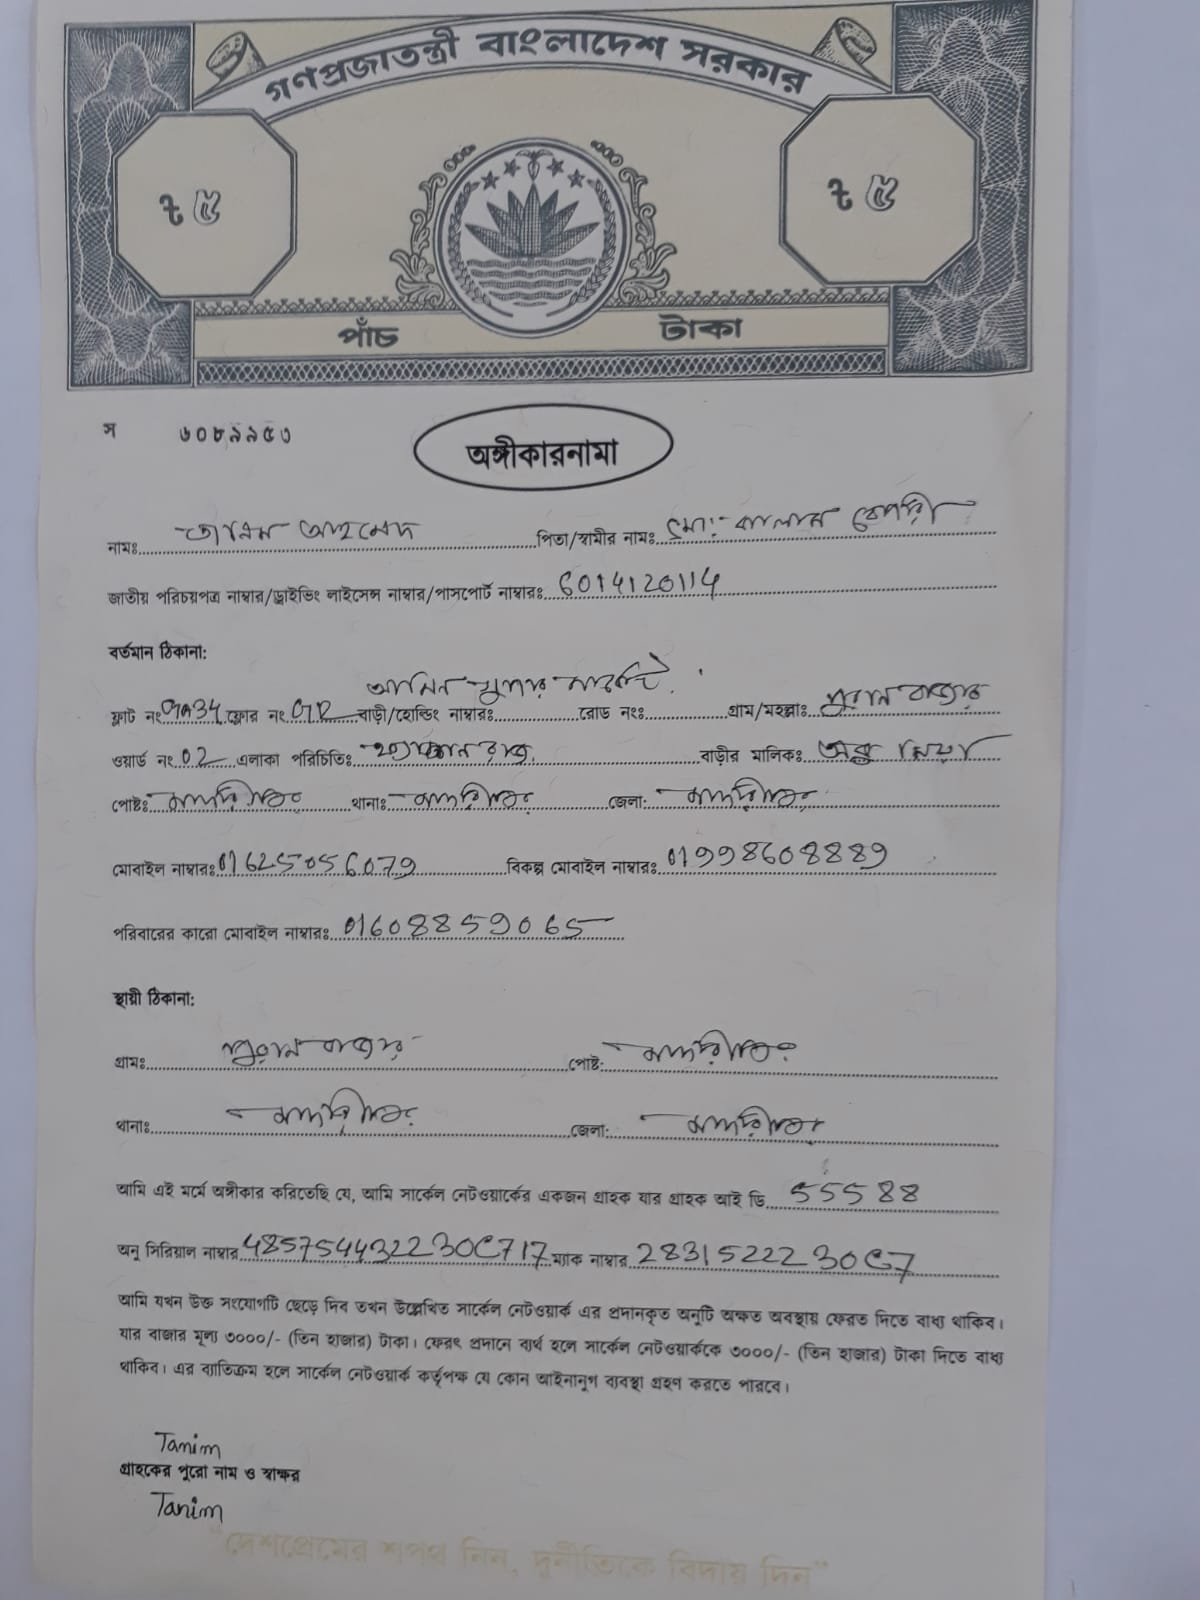 গণপ্রজাতন্ত্রী বাংলাদেশ সরকার
৳ ৫ ৳ ৫
পাঁচ টাকা
স ৬০৮৯৯৫৩
অঙ্গীকারনামা
নামঃ তানিম আহমেদ পিতা/স্বামীর নামঃ মোঃ কালাম বেপারী
জাতীয় পরিচয়পত্র নাম্বার/ড্রাইভিং লাইসেন্স নাম্বার/পাসপোর্ট নাম্বারঃ 6014120114
বর্তমান ঠিকানা:
ফ্লাট নং ফ্লোর নং বাড়ী/হোল্ডিং নাম্বারঃ রোড নংঃ গ্রাম/মহল্লাঃ পুরান বাজার
ওয়ার্ড নং 02 এলাকা পরিচিতিঃ বাড়ীর মালিকঃ মিয়া
পোষ্টঃ মাদারীপুর থানাঃ মাদারীপুর জেলা: মাদারীপুর
মোবাইল নাম্বারঃ 01625056079 বিকল্প মোবাইল নাম্বারঃ 01998608889
পরিবারের কারো মোবাইল নাম্বারঃ 01608859065
স্থায়ী ঠিকানা:
গ্রামঃ পুরান বাজার পোষ্ট: মাদারীপুর
থানাঃ মাদারীপুর জেলা: মাদারীপুর
আমি এই মর্মে অঙ্গীকার করিতেছি যে, আমি সার্কেল নেটওয়ার্কের একজন গ্রাহক যার গ্রাহক আই ডি 55588
অনু সিরিয়াল নাম্বার 485754432230C717 ম্যাক নাম্বার 2831522230C7
আমি যখন উক্ত সংযোগটি ছেড়ে দিব তখন উল্লেখিত সার্কেল নেটওয়ার্ক এর প্রদানকৃত অনুটি অক্ষত অবস্থায় ফেরত দিতে বাধ্য থাকিব।
যার বাজার মূল্য ৩০০০/- (তিন হাজার) টাকা। ফেরৎ প্রদানে ব্যর্থ হলে সার্কেল নেটওয়ার্ককে ৩০০০/- (তিন হাজার) টাকা দিতে বাধ্য
থাকিব। এর ব্যাতিক্রম হলে সার্কেল নেটওয়ার্ক কর্তৃপক্ষ যে কোন আইনানুগ ব্যবস্থা গ্রহণ করতে পারবে।
Tanim
গ্রাহকের পুরো নাম ও স্বাক্ষর
Tanim
"দেশপ্রেমের শপথ নিন, দুর্নীতিকে বিদায় দিন"